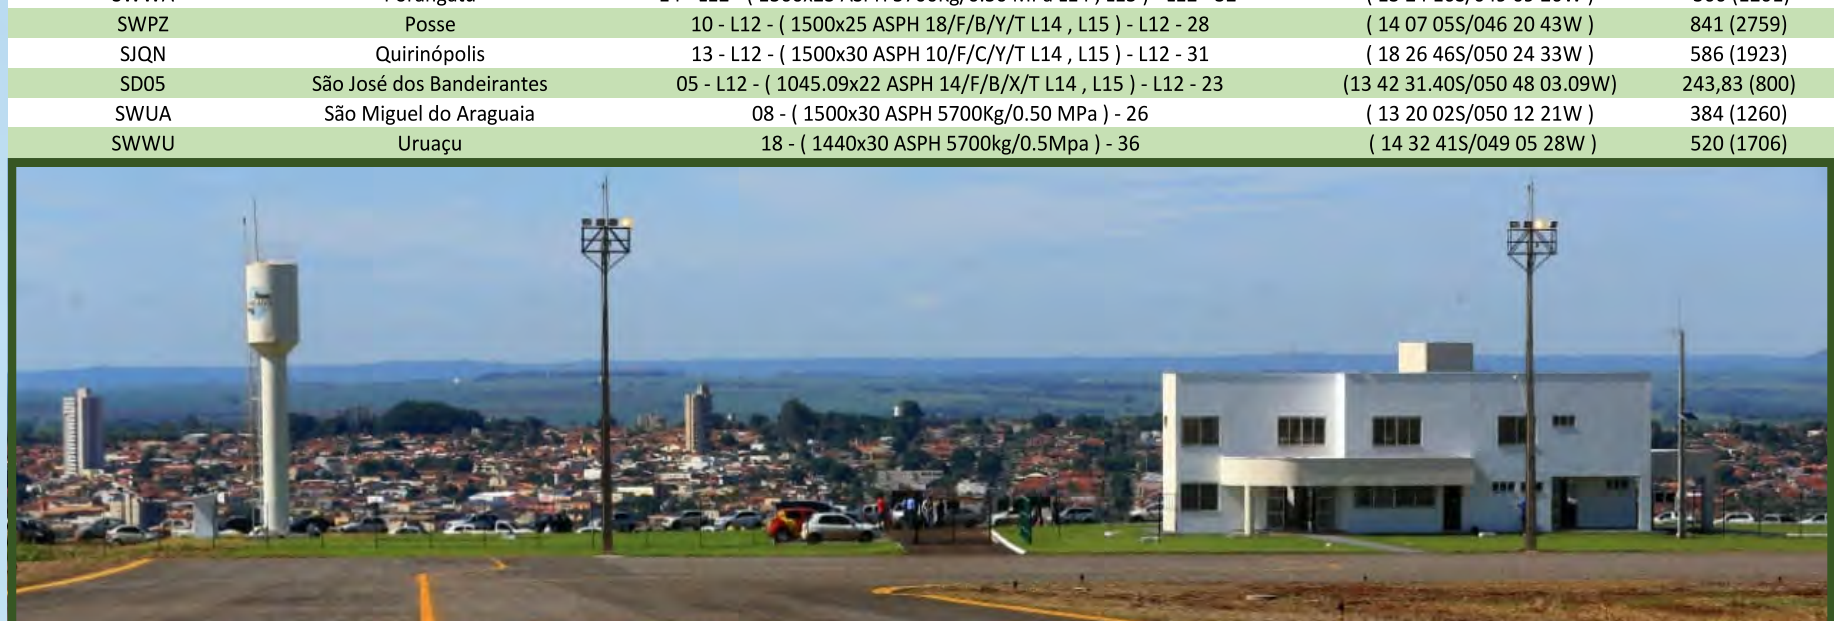 SWPZ Posse 10 - L12 - ( 1500x25 ASPH 18/F/B/Y/T L14 , L15 ) - L12 - 28 ( 14 07 05S/046 20 43W ) 841 (2759)
SJQN Quirinópolis 13 - L12 - ( 1500x30 ASPH 10/F/C/Y/T L14 , L15 ) - L12 - 31 ( 18 26 46S/050 24 33W ) 586 (1923)
SD05 São José dos Bandeirantes 05 - L12 - ( 1045.09x22 ASPH 14/F/B/X/T L14 , L15 ) - L12 - 23 (13 42 31.40S/050 48 03.09W) 243,83 (800)
SWUA São Miguel do Araguaia 08 - ( 1500x30 ASPH 5700Kg/0.50 MPa ) - 26 ( 13 20 02S/050 12 21W ) 384 (1260)
SWWU Uruaçu 18 - ( 1440x30 ASPH 5700kg/0.5Mpa ) - 36 ( 14 32 41S/049 05 28W ) 520 (1706)